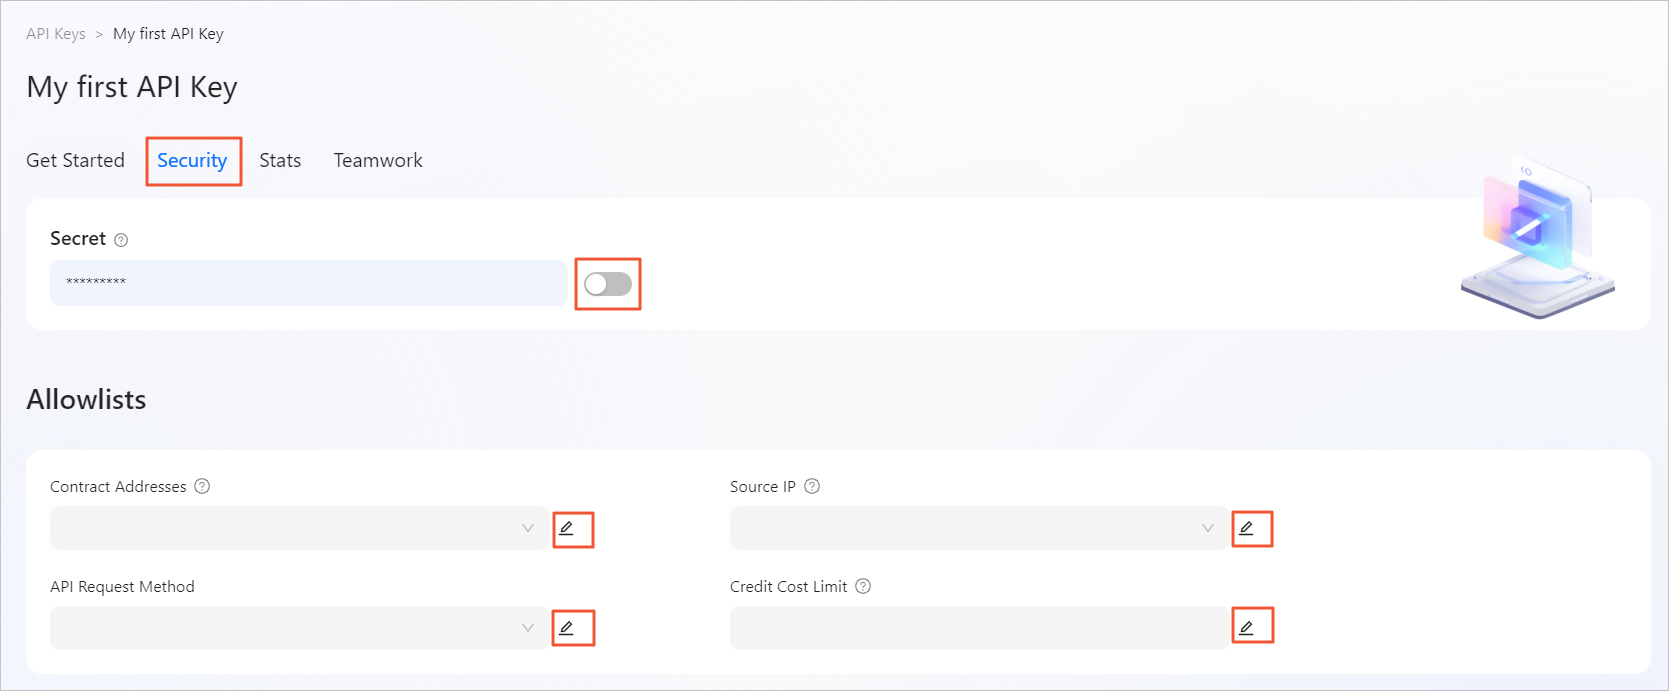 API Keys > My first API Key
My first API Key
Get Started Security Stats Teamwork
Secret ?
*********
Allowlists
Contract Addresses ? Source IP ?
API Request Method Credit Cost Limit ?